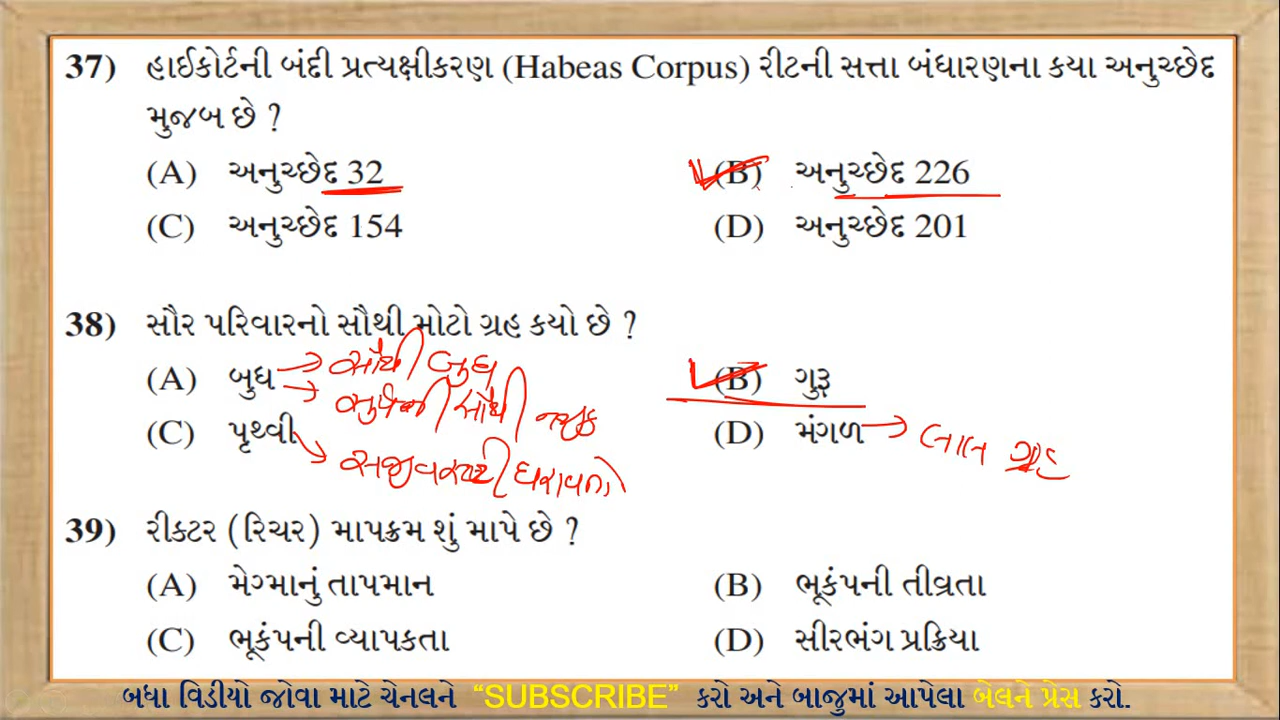 37) હાઈકોર્ટની બંદી પ્રત્યક્ષીકરણ (Habeas Corpus) રીટની સત્તા બંધારણના કયા અનુચ્છેદ
મુજબ છે ?
(A) અનુચ્છેદ 32 (B) અનુચ્છેદ 226
(C) અનુચ્છેદ 154 (D) અનુચ્છેદ 201
38) સૌર પરિવારનો સૌથી મોટો ગ્રહ કયો છે ?
(A) બુધ → સૌથી (B) ગુરૂ
સૌથી
(C) પૃથ્વી (D) મંગળ → લાલ ગ્રહ
39) રીક્ટર (રિચર) માપક્રમ શું માપે છે ?
(A) મેગ્માનું તાપમાન (B) ભૂકંપની તીવ્રતા
(C) ભૂકંપની વ્યાપકતા (D) સીરભંગ પ્રક્રિયા
બધા વિડીયો જોવા માટે ચેનલને “SUBSCRIBE” કરો અને બાજુમાં આપેલા બેલને પ્રેસ કરો.